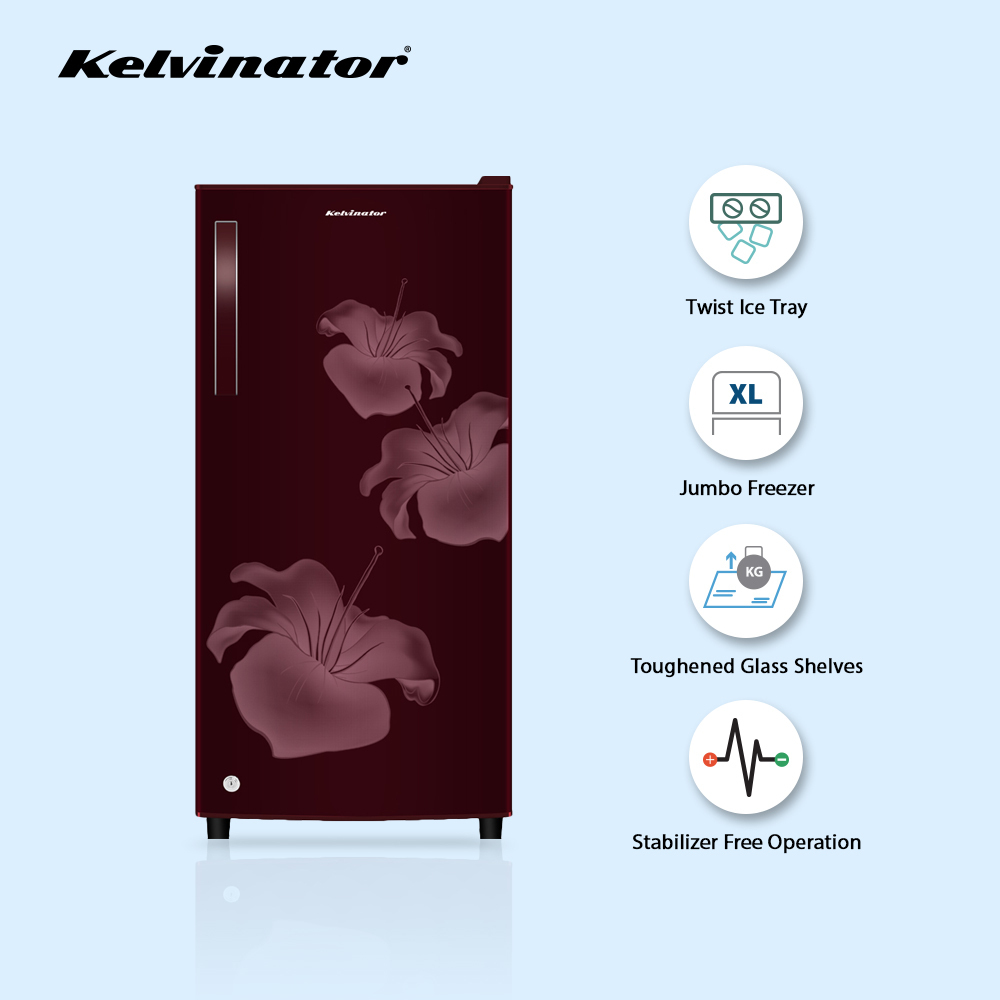 Kelvinator®
Kelvinator
Twist Ice Tray
XL
Jumbo Freezer
KG
Toughened Glass Shelves
Stabilizer Free Operation